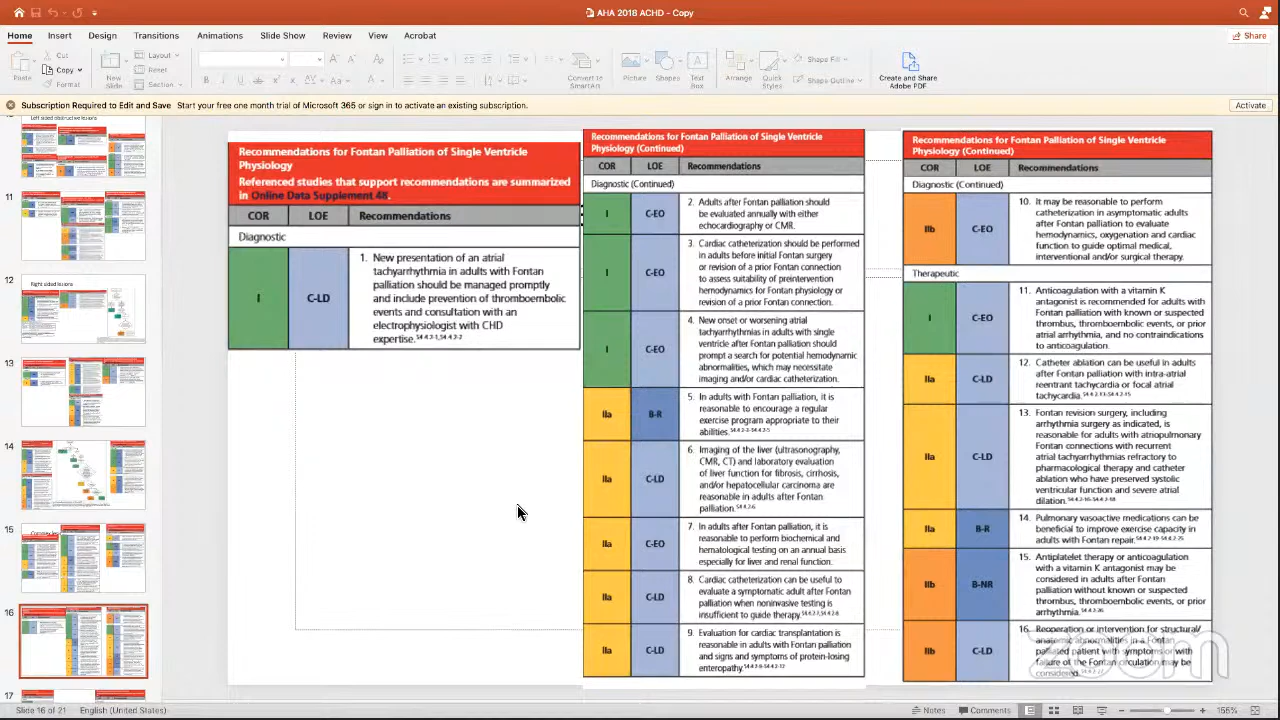 AHA 2018 ACHD - Copy
Home Insert Design Transitions Animations Slide Show Review View Acrobat Share
Paste Cut Copy Format New Slide Layout Reset Section Convert to SmartArt Picture Shapes Text Box Arrange Quick Styles Shape Fill Shape Outline Create and Share Adobe PDF
Subscription Required to Edit and Save Start your free one month trial of Microsoft 365 or sign in to activate an existing subscription. Activate
Left sided obstructive lesions
12
Right sided lesions
13
14
15
16
17
Recommendations for Fontan Palliation of Single Ventricle
Physiology
Referenced studies that support recommendations are summarized
in Online Data Supplement 48.
COR LOE Recommendations
Diagnostic
I C-LD
1. New presentation of an atrial
tachyarrhythmia in adults with Fontan
palliation should be managed promptly
and include prevention of thromboembolic
events and consultation with an
electrophysiologist with CHD
expertise.
Recommendations for Fontan Palliation of Single Ventricle
Physiology (Continued)
COR LOE Recommendations
Diagnostic (Continued)
I C-EO
2. Adults after Fontan palliation should
be evaluated annually with either
echocardiography or CMR.
I C-EO
3. Cardiac catheterization should be performed
in adults before initial Fontan surgery
or revision of a prior Fontan connection
to assess suitability of preintervention
hemodynamics for Fontan physiology or
revision of a prior Fontan connection.
I C-EO
4. New onset or worsening atrial
tachyarrhythmias in adults with single
ventricle after Fontan palliation should
prompt a search for potential hemodynamic
abnormalities, which may necessitate
imaging and/or cardiac catheterization.
IIa B-R
5. In adults with Fontan palliation, it is
reasonable to encourage a regular
exercise program appropriate to their
abilities.
IIa C-LD
6. Imaging of the liver (ultrasonography,
CMR, CT) and laboratory evaluation
of liver function for fibrosis, cirrhosis,
and/or hepatocellular carcinoma are
reasonable in adults after Fontan
palliation.
IIa C-EO
7. In adults after Fontan palliation, it is
reasonable to perform biochemical and
hematological testing on an annual basis
especially for liver and renal function.
IIa C-LD
8. Cardiac catheterization can be useful to
evaluate a symptomatic adult after Fontan
palliation when noninvasive testing is
insufficient to guide therapy.
IIa C-LD
9. Evaluation for cardiac transplantation is
reasonable in adults with Fontan palliation
and signs and symptoms of protein-losing
enteropathy.
Recommendations for Fontan Palliation of Single Ventricle
Physiology (Continued)
COR LOE Recommendations
Diagnostic (Continued)
IIb C-EO
10. It may be reasonable to perform
catheterization in asymptomatic adults
after Fontan palliation to evaluate
hemodynamics, oxygenation and cardiac
function to guide optimal medical,
interventional and/or surgical therapy.
Therapeutic
I C-EO
11. Anticoagulation with a vitamin K
antagonist is recommended for adults with
Fontan palliation with known or suspected
thrombus, thromboembolic events, or prior
atrial arrhythmia, and no contraindications
to anticoagulation.
IIa C-LD
12. Catheter ablation can be useful in adults
after Fontan palliation with intra-atrial
reentrant tachycardia or focal atrial
tachycardia.
IIa C-LD
13. Fontan revision surgery, including
arrhythmia surgery as indicated, is
reasonable for adults with atriopulmonary
Fontan connections with recurrent
atrial tachyarrhythmias refractory to
pharmacological therapy and catheter
ablation who have preserved systolic
ventricular function and severe atrial
dilation.
IIa B-R
14. Pulmonary vasoactive medications can be
beneficial to improve exercise capacity in
adults with Fontan repair.
IIb B-NR
15. Antiplatelet therapy or anticoagulation
with a vitamin K antagonist may be
considered in adults after Fontan
palliation without known or suspected
thrombus, thromboembolic events, or prior
arrhythmia.
IIb C-LD
16. Reoperation or intervention for structural/
anatomic abnormalities in a Fontan
palliated patient with symptoms or with
failure of the Fontan circulation may be
considered.
zoom
Slide 16 of 21 English (United States) Notes Comments 156%